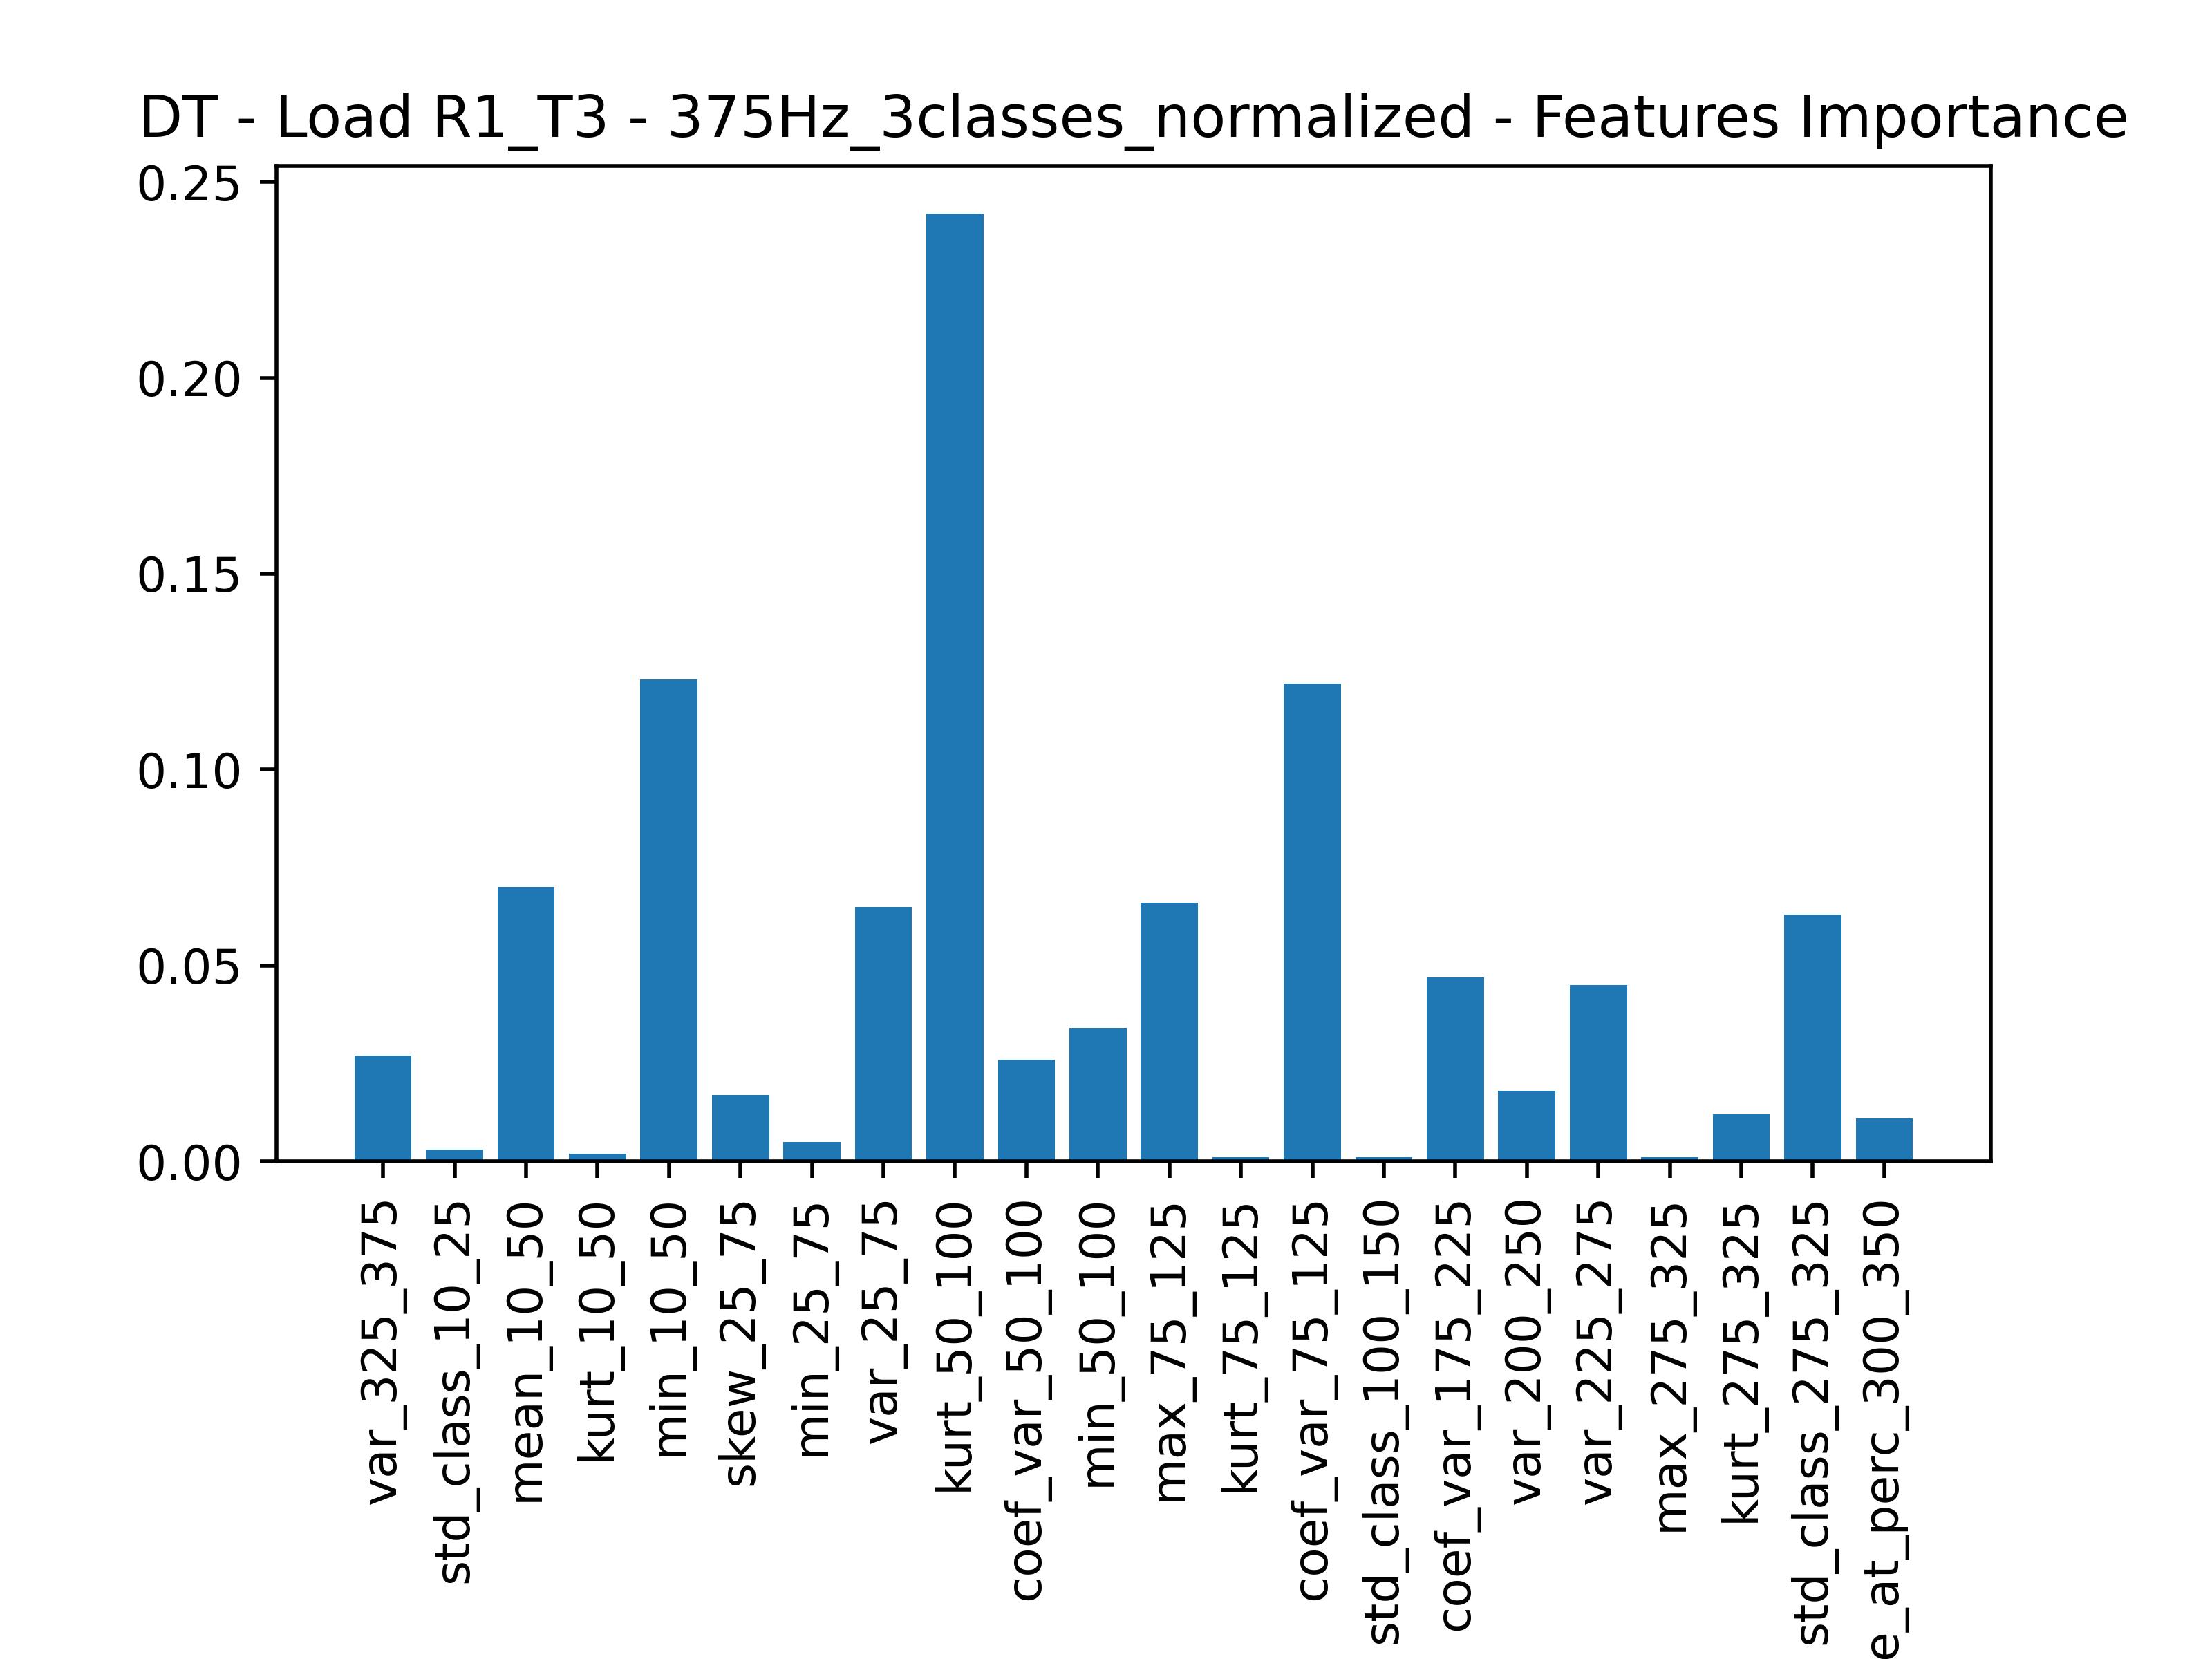 DT - Load R1_T3 - 375Hz_3classes_normalized - Features Importance
0.25
0.20
0.15
0.10
0.05
0.00
var_325_375
std_class_10_25
mean_10_50
kurt_10_50
min_10_50
skew_25_75
min_25_75
var_25_75
kurt_50_100
coef_var_50_100
min_50_100
max_75_125
kurt_75_125
coef_var_75_125
std_class_100_150
coef_var_175_225
var_200_250
var_225_275
max_275_325
kurt_275_325
std_class_275_325
e_at_perc_300_350